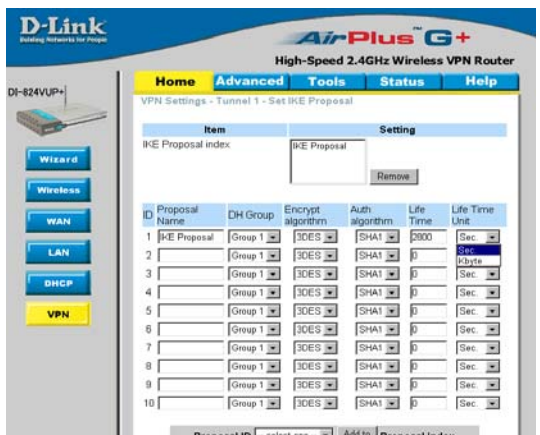 D-Link
Building Networks for People
AirPlus G+
TM
High-Speed 2.4GHz Wireless VPN Router
DI-824VUP+
Home Advanced Tools Status Help
VPN Settings - Tunnel 1 - Set IKE Proposal
Item Setting
IKE Proposal index IKE Proposal
Remove
ID Proposal Name DH Group Encrypt algorithm Auth algorithm Life Time Life Time Unit
1 IKE Proposal Group 1 3DES SHA1 2800 Sec.
Sec.
Kbyte
2 Group 1 3DES SHA1 0
3 Group 1 3DES SHA1 0 Sec.
4 Group 1 3DES SHA1 0 Sec.
5 Group 1 3DES SHA1 0 Sec.
6 Group 1 3DES SHA1 0 Sec.
7 Group 1 3DES SHA1 0 Sec.
8 Group 1 3DES SHA1 0 Sec.
9 Group 1 3DES SHA1 0 Sec.
10 Group 1 3DES SHA1 0 Sec.
Proposal ID select one Add to Proposal index
Wizard
Wireless
WAN
LAN
DHCP
VPN